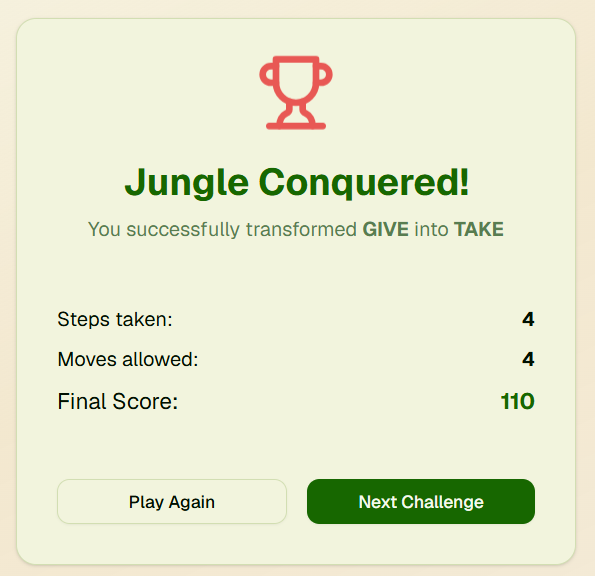 Jungle Conquered!
You successfully transformed GIVE into TAKE
Steps taken: 4
Moves allowed: 4
Final Score: 110
Play Again Next Challenge